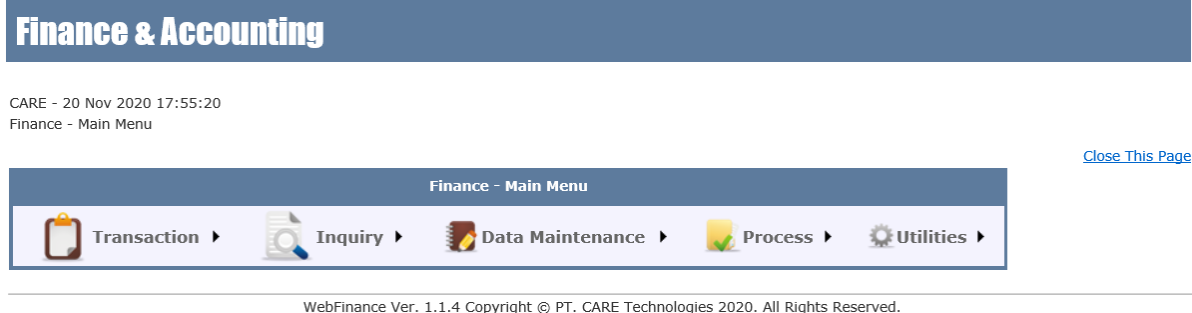 Finance & Accounting
CARE - 20 Nov 2020 17:55:20
Finance - Main Menu
Close This Page
Finance - Main Menu
Transaction Inquiry Data Maintenance Process Utilities
WebFinance Ver. 1.1.4 Copyright © PT. CARE Technologies 2020. All Rights Reserved.